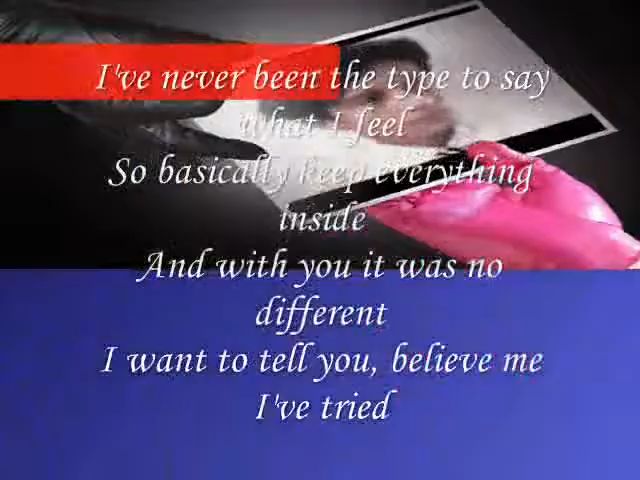 I've never been the type to say
what I feel
So basically keep everything
inside
And with you it was no
different
I want to tell you, believe me
I've tried